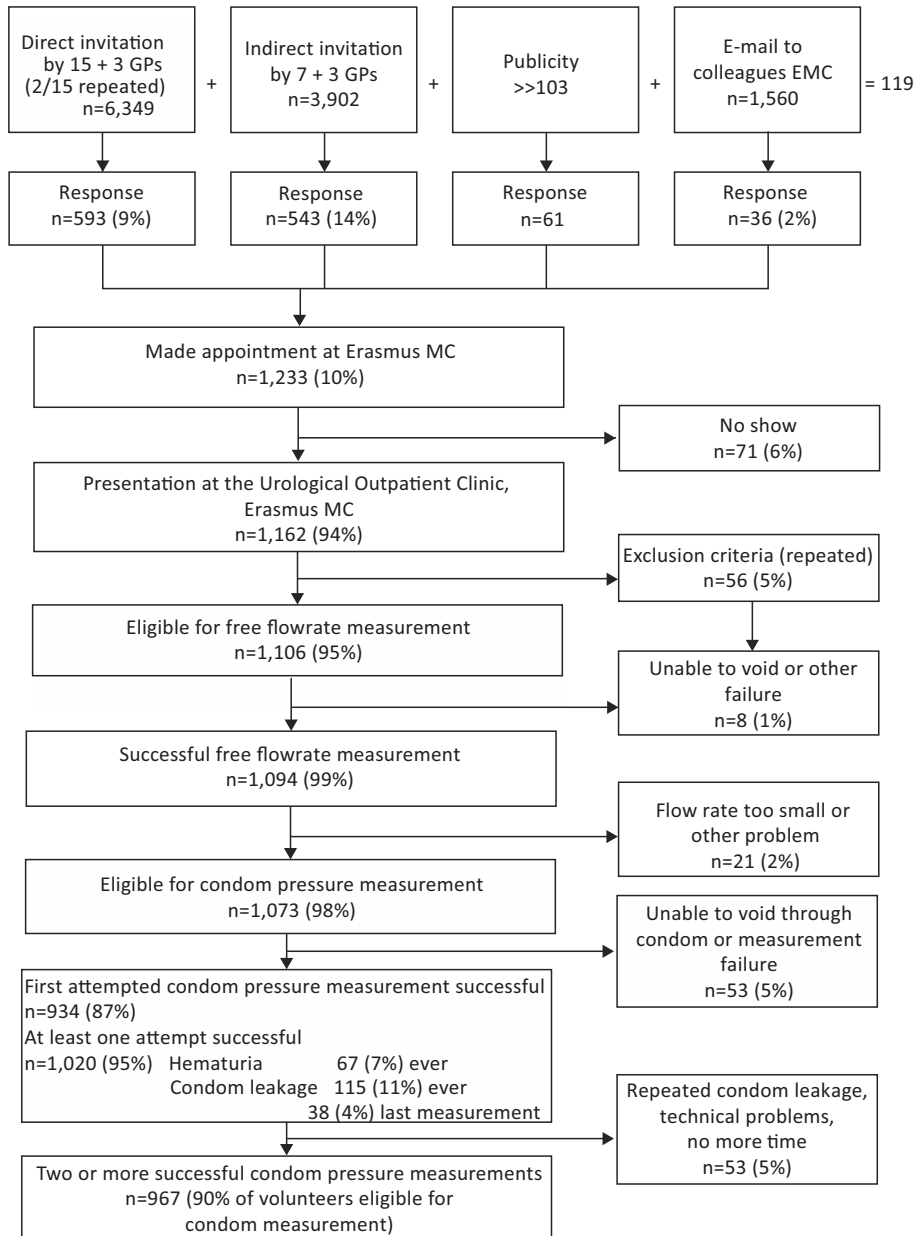 Direct invitation
by 15 + 3 GPs
(2/15 repeated)
n=6,349
+
Indirect invitation
by 7 + 3 GPs
n=3,902
+
Publicity
>>103
+
E-mail to
colleagues EMC
n=1,560
= 119
Response
n=593 (9%)
Response
n=543 (14%)
Response
n=61
Response
n=36 (2%)
Made appointment at Erasmus MC
n=1,233 (10%)
No show
n=71 (6%)
Presentation at the Urological Outpatient Clinic,
Erasmus MC
n=1,162 (94%)
Exclusion criteria (repeated)
n=56 (5%)
Eligible for free flowrate measurement
n=1,106 (95%)
Unable to void or other
failure
n=8 (1%)
Successful free flowrate measurement
n=1,094 (99%)
Flow rate too small or
other problem
n=21 (2%)
Eligible for condom pressure measurement
n=1,073 (98%)
Unable to void through
condom or measurement
failure
n=53 (5%)
First attempted condom pressure measurement successful
n=934 (87%)
At least one attempt successful
n=1,020 (95%) Hematuria 67 (7%) ever
Condom leakage 115 (11%) ever
38 (4%) last measurement
Repeated condom leakage,
technical problems,
no more time
n=53 (5%)
Two or more successful condom pressure measurements
n=967 (90% of volunteers eligible for
condom measurement)